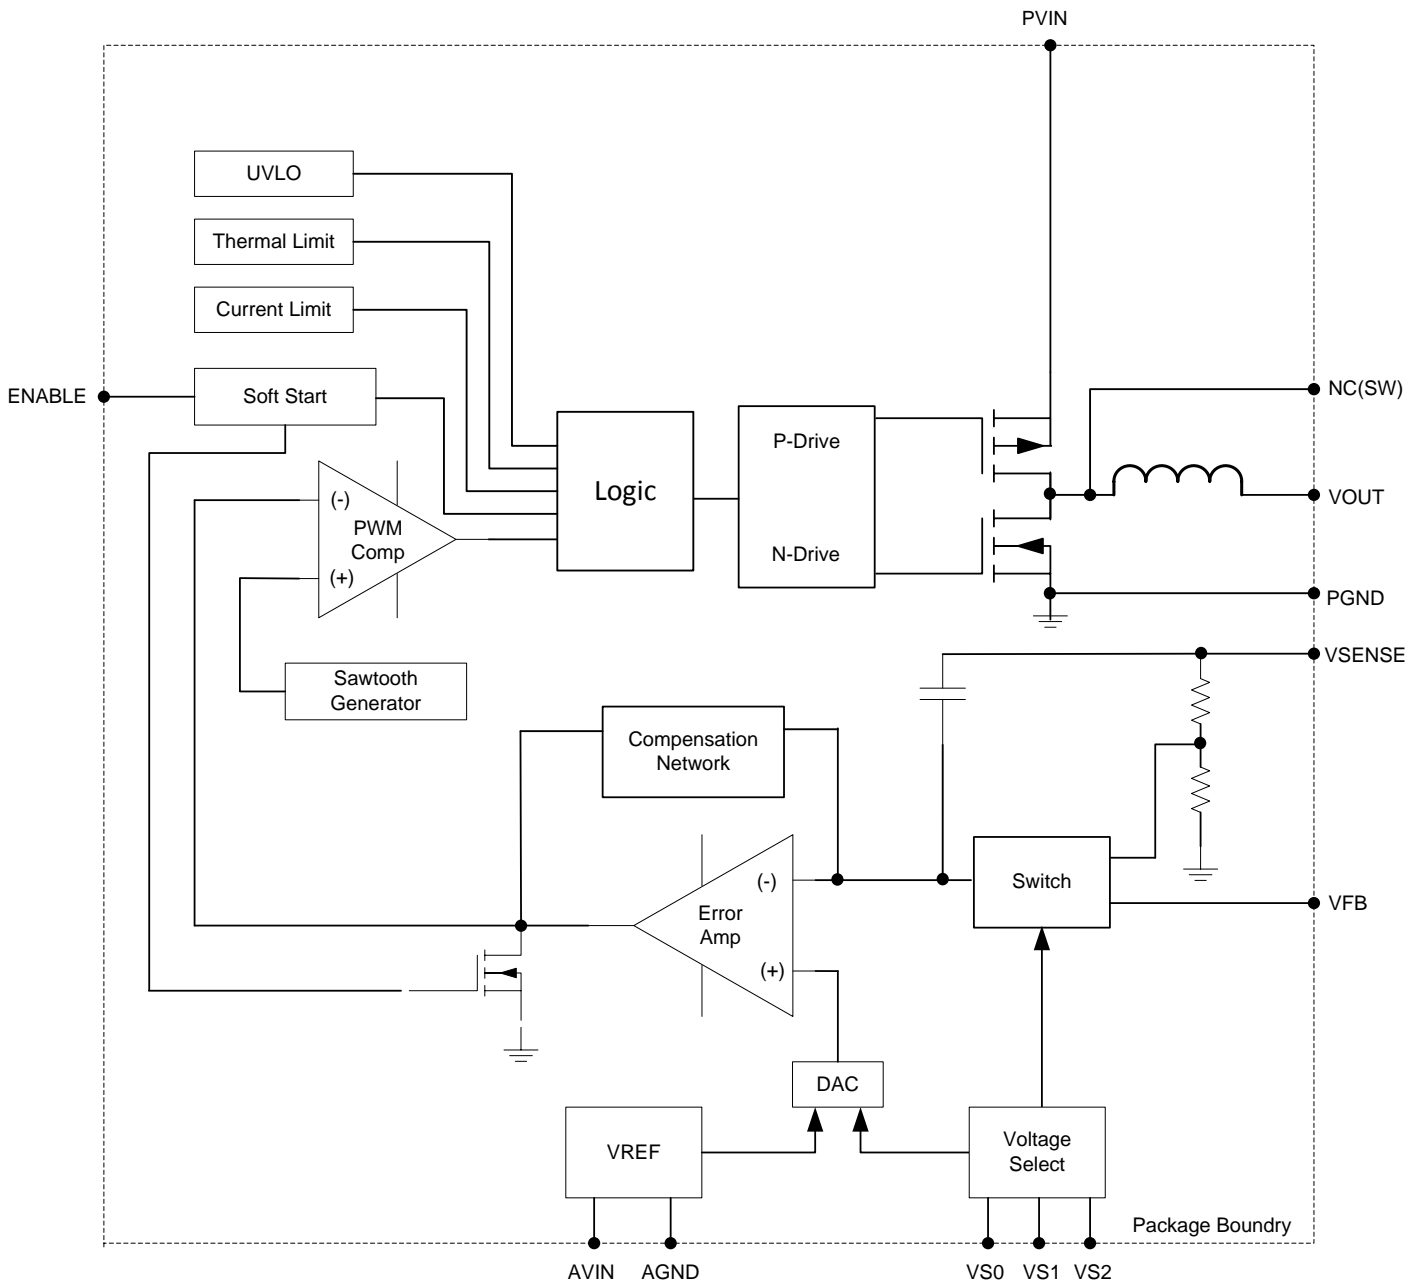 PVIN
UVLO
Thermal Limit
Current Limit
ENABLE
Soft Start
NC(SW)
P-Drive
Logic
(-)
PWM
Comp
(+)
VOUT
N-Drive
PGND
VSENSE
Sawtooth
Generator
Compensation
Network
(-)
Switch
Error
Amp
VFB
(+)
DAC
VREF
Voltage
Select
Package Boundry
AVIN
AGND
VS0
VS1
VS2